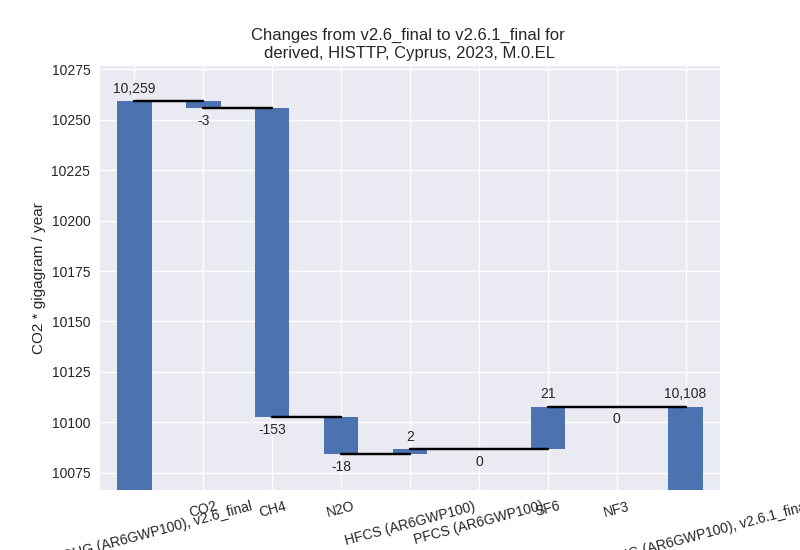 Changes from v2.6_final to v2.6.1_final for
derived, HISTTP, Cyprus, 2023, M.0.EL
10275
10250
10225
10200
10175
10150
10125
10100
10075
CO2 * gigagram / year
10,259
-3
-153
-18
2
0
21
0
10,108
(AR6GWP100), v2.6_final
CO2
CH4
N2O
HFCS (AR6GWP100)
PFCS (AR6GWP100)
SF6
NF3
(AR6GWP100), v2.6.1_final